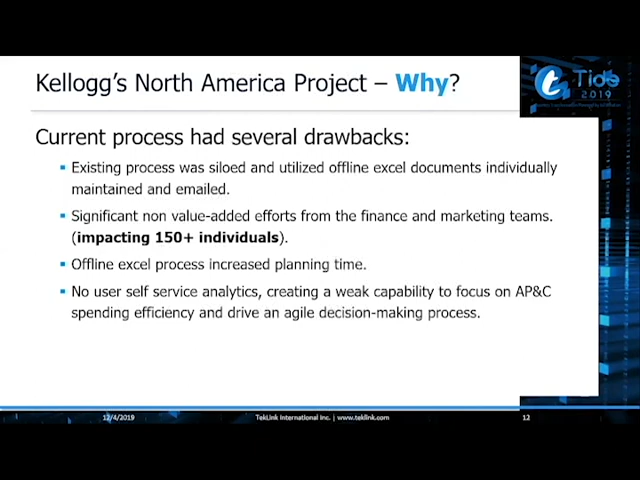 Kellogg's North America Project – Why?
Tide
2019
Current process had several drawbacks:
▪ Existing process was siloed and utilized offline excel documents individually
maintained and emailed.
▪ Significant non value-added efforts from the finance and marketing teams.
(impacting 150+ individuals).
▪ Offline excel process increased planning time.
▪ No user self service analytics, creating a weak capability to focus on AP&C
spending efficiency and drive an agile decision-making process.
12/4/2019
TekLink International Inc. | www.teklink.com
12